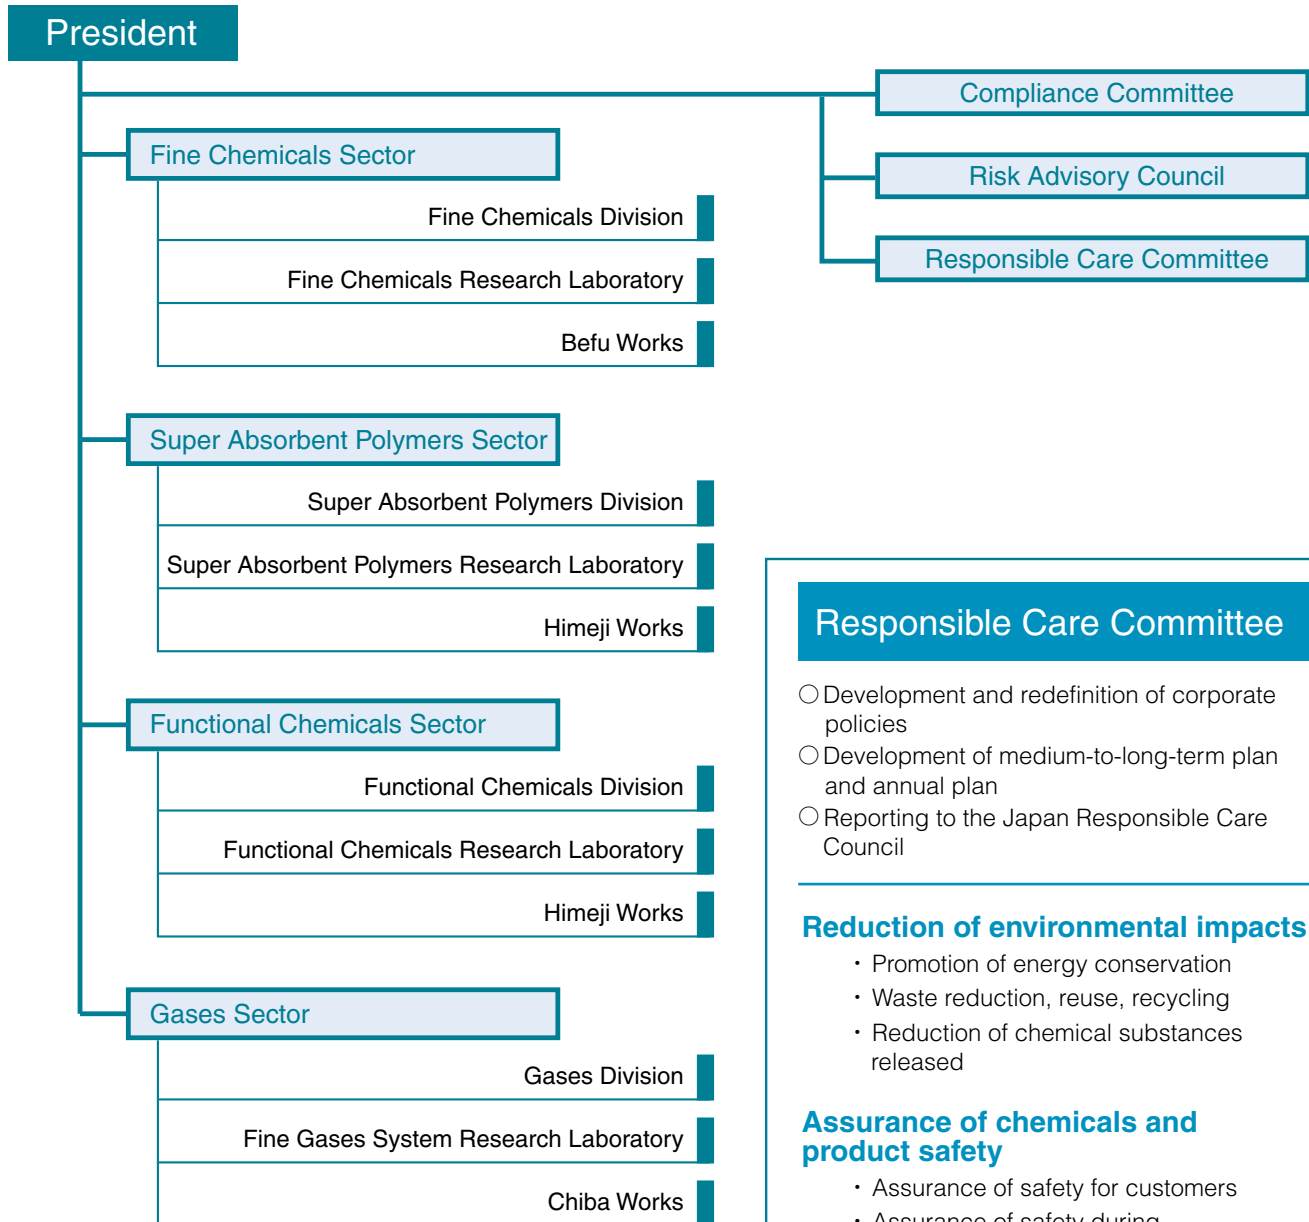 President
Compliance Committee
Risk Advisory Council
Responsible Care Committee
Fine Chemicals Sector
Fine Chemicals Division
Fine Chemicals Research Laboratory
Befu Works
Super Absorbent Polymers Sector
Super Absorbent Polymers Division
Super Absorbent Polymers Research Laboratory
Himeji Works
Functional Chemicals Sector
Functional Chemicals Division
Functional Chemicals Research Laboratory
Himeji Works
Gases Sector
Gases Division
Fine Gases System Research Laboratory
Chiba Works
Responsible Care Committee
○ Development and redefinition of corporate
policies
○ Development of medium-to-long-term plan
and annual plan
○ Reporting to the Japan Responsible Care
Council
Reduction of environmental impacts
・Promotion of energy conservation
・Waste reduction, reuse, recycling
・Reduction of chemical substances
released
Assurance of chemicals and
product safety
・Assurance of safety for customers
・Assurance of safety during